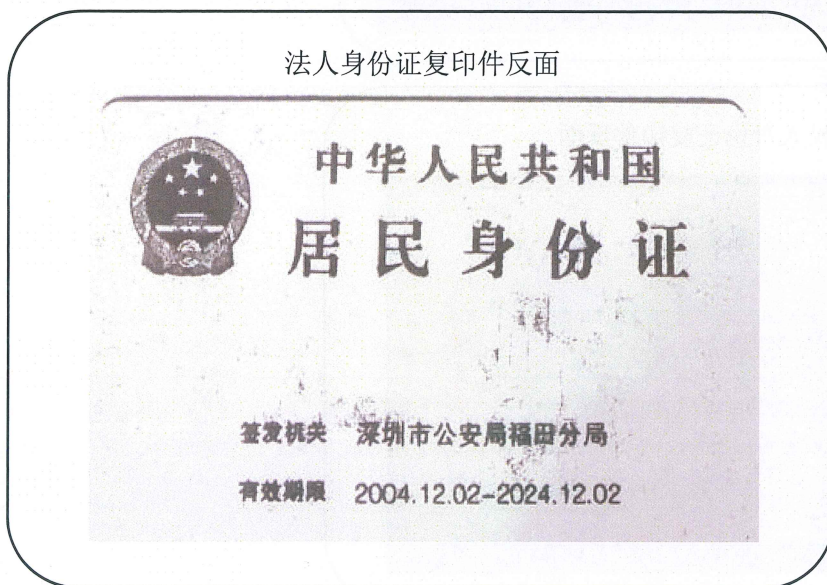 法人身份证复印件反面
中华人民共和国
居民身份证
签发机关 深圳市公安局福田分局
有效期限 2004.12.02-2024.12.02